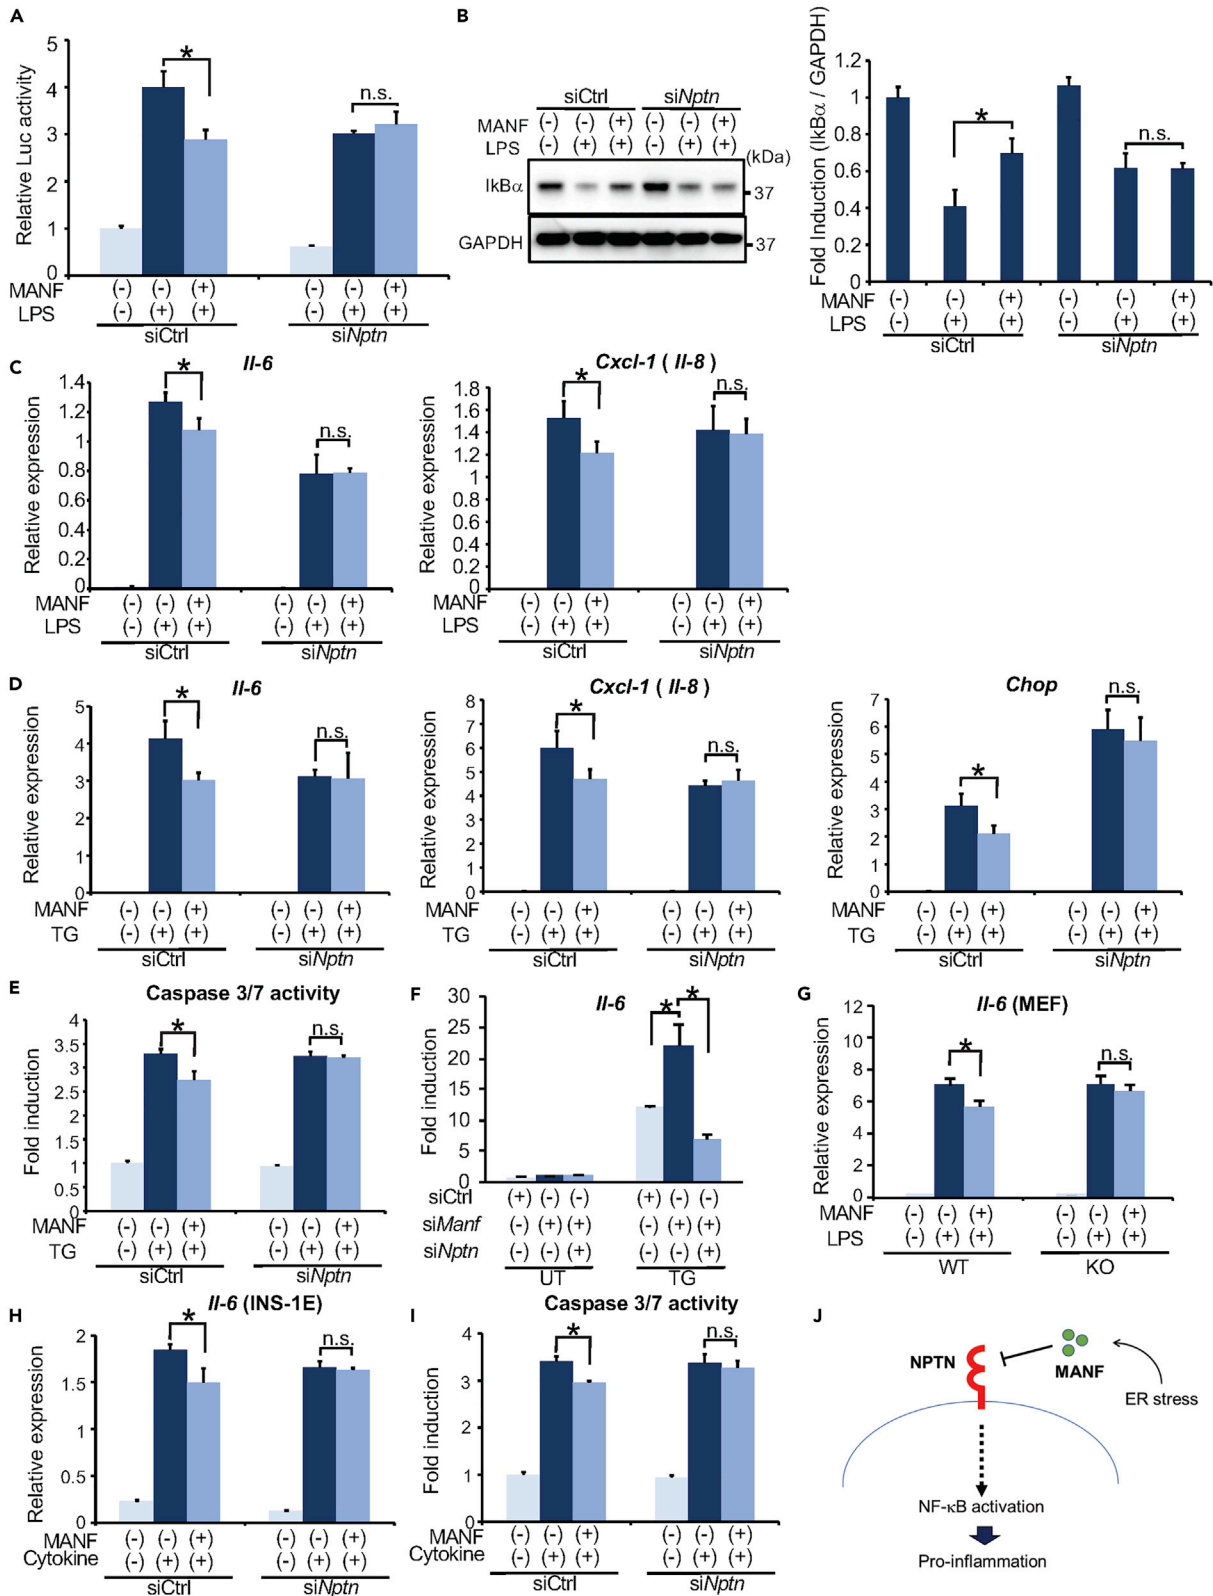 A
Relative Luc activity
5
4
3
2
1
0
*
n.s.
MANF (-) (-) (+) (-) (-) (+)
LPS (-) (+) (+) (-) (+) (+)
siCtrl siNptn
B
siCtrl siNptn
MANF (-) (-) (+) (-) (-) (+)
LPS (-) (+) (+) (-) (+) (+)
(kDa)
IkBα
37
GAPDH
37
Fold Induction (IkBα / GAPDH)
1.2
1
0.8
0.6
0.4
0.2
0
*
n.s.
MANF (-) (-) (+) (-) (-) (+)
LPS (-) (+) (+) (-) (+) (+)
siCtrl siNptn
C
Il-6
Relative expression
1.4
1.2
1
0.8
0.6
0.4
0.2
0
*
n.s.
MANF (-) (-) (+) (-) (-) (+)
LPS (-) (+) (+) (-) (+) (+)
siCtrl siNptn
Cxcl-1 ( Il-8 )
Relative expression
1.8
1.6
1.4
1.2
1
0.8
0.6
0.4
0.2
0
*
n.s.
MANF (-) (-) (+) (-) (-) (+)
LPS (-) (+) (+) (-) (+) (+)
siCtrl siNptn
D
Il-6
Relative expression
5
4
3
2
1
0
*
n.s.
MANF (-) (-) (+) (-) (-) (+)
TG (-) (+) (+) (-) (+) (+)
siCtrl siNptn
Cxcl-1 ( Il-8 )
Relative expression
8
7
6
5
4
3
2
1
0
*
n.s.
MANF (-) (-) (+) (-) (-) (+)
TG (-) (+) (+) (-) (+) (+)
siCtrl siNptn
Chop
Relative expression
7
6
5
4
3
2
1
0
*
n.s.
MANF (-) (-) (+) (-) (-) (+)
TG (-) (+) (+) (-) (+) (+)
siCtrl siNptn
E
Caspase 3/7 activity
Fold induction
4
3.5
3
2.5
2
1.5
1
0.5
0
*
n.s.
MANF (-) (-) (+) (-) (-) (+)
TG (-) (+) (+) (-) (+) (+)
siCtrl siNptn
F
Il-6
Fold induction
30
25
20
15
10
5
0
* *
siCtrl (+) (-) (-) (+) (-) (-)
siManf (-) (+) (+) (-) (+) (+)
siNptn (-) (-) (+) (-) (-) (+)
UT TG
G
Il-6 (MEF)
Relative expression
12
10
8
6
4
2
0
*
n.s.
MANF (-) (-) (+) (-) (-) (+)
LPS (-) (+) (+) (-) (+) (+)
WT KO
H
Il-6 (INS-1E)
Relative expression
2
1.5
1
0.5
0
*
n.s.
MANF (-) (-) (+) (-) (-) (+)
Cytokine (-) (+) (+) (-) (+) (+)
siCtrl siNptn
I
Caspase 3/7 activity
Fold induction
4
3
2
1
0
*
n.s.
MANF (-) (-) (+) (-) (-) (+)
Cytokine (-) (+) (+) (-) (+) (+)
siCtrl siNptn
J
NPTN
MANF
ER stress
NF-κB activation
Pro-inflammation